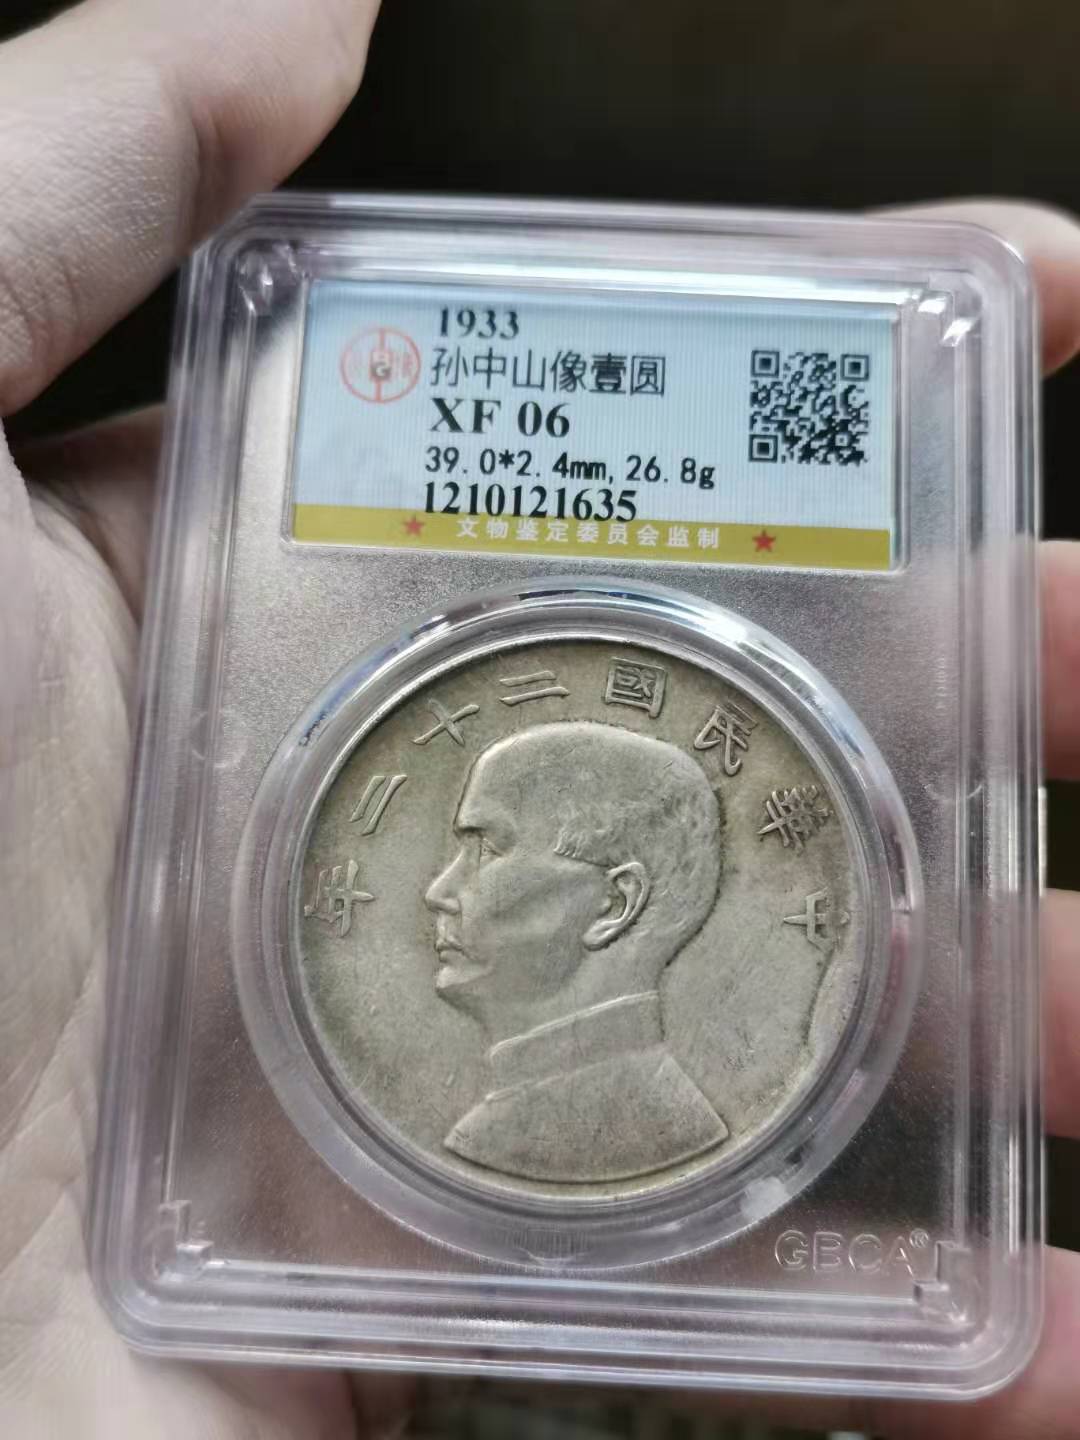 1933
孙中山像壹圆
XF 06
39.0*2.4mm,26.8g
1210121635
★ 文物鉴定委员会监制 ★
年二十二國民華中
GBCA®